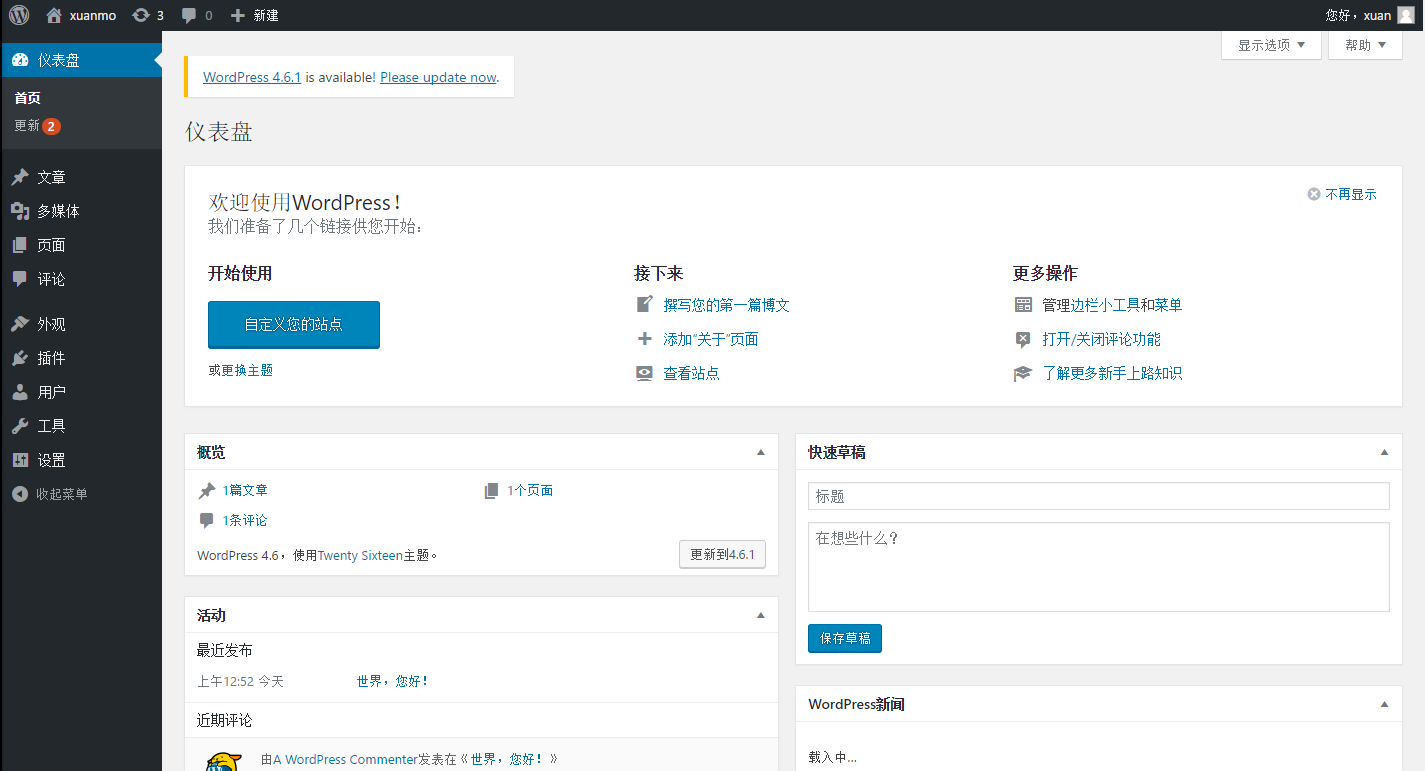 xuanmo 3 0 新建 您好，xuan
显示选项 帮助
仪表盘
首页
更新 2
文章
多媒体
页面
评论
外观
插件
用户
工具
设置
收起菜单
WordPress 4.6.1 is available! Please update now.
仪表盘
欢迎使用WordPress！
不再显示
我们准备了几个链接供您开始：
开始使用
自定义您的站点
或更换主题
接下来
撰写您的第一篇博文
添加“关于”页面
查看站点
更多操作
管理边栏小工具和菜单
打开/关闭评论功能
了解更多新手上路知识
概览
1篇文章 1个页面
1条评论
WordPress 4.6，使用Twenty Sixteen主题。 更新到4.6.1
活动
最近发布
上午12:52 今天 世界，您好！
近期评论
由A WordPress Commenter发表在《世界，您好！》
快速草稿
标题
在想些什么？
保存草稿
WordPress新闻
载入中...